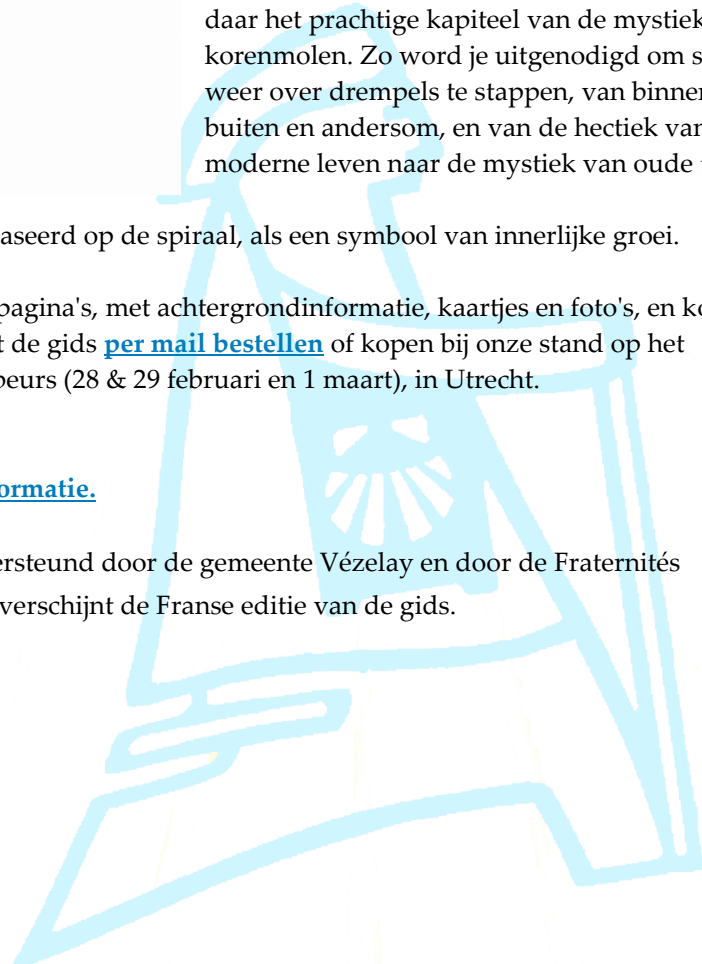 daar het prachtige kapiteel van de mystiek
korenmolen. Zo word je uitgenodigd om s
weer over drempels te stappen, van binne
buiten en andersom, en van de hectiek va
moderne leven naar de mystiek van oude
aseerd op de spiraal, als een symbool van innerlijke groei.
pagina's, met achtergrondinformatie, kaartjes en foto's, en k
t de gids per mail bestellen of kopen bij onze stand op het
beurs (28 & 29 februari en 1 maart), in Utrecht.
ormatie.
ersteund door de gemeente Vézelay en door de Fraternités
verschijnt de Franse editie van de gids.